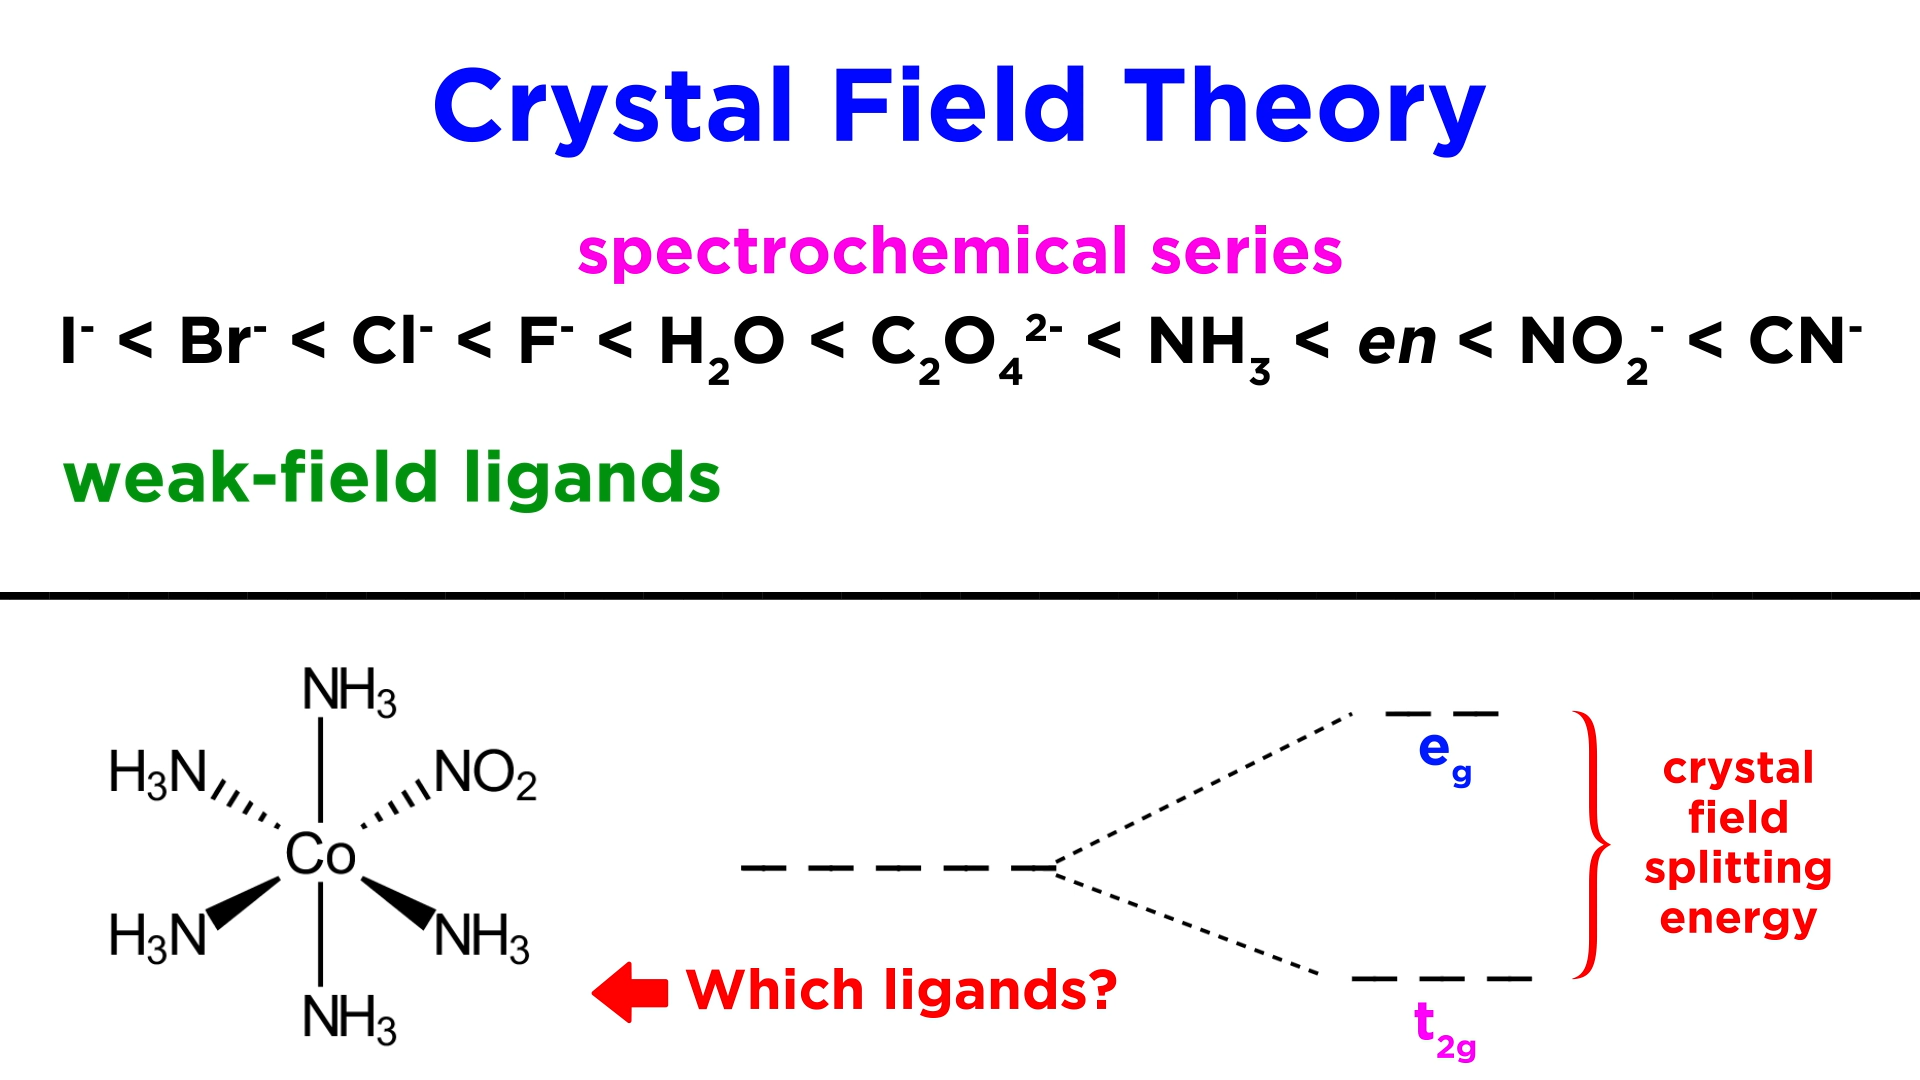 Crystal Field Theory
spectrochemical series
I⁻ < Br⁻ < Cl⁻ < F⁻ < H₂O < C₂O₄²⁻ < NH₃ < en < NO₂⁻ < CN⁻
weak-field ligands
NH₃
H₃N NO₂
Co
H₃N NH₃
NH₃
Which ligands?
e_g
t₂g
crystal
field
splitting
energy